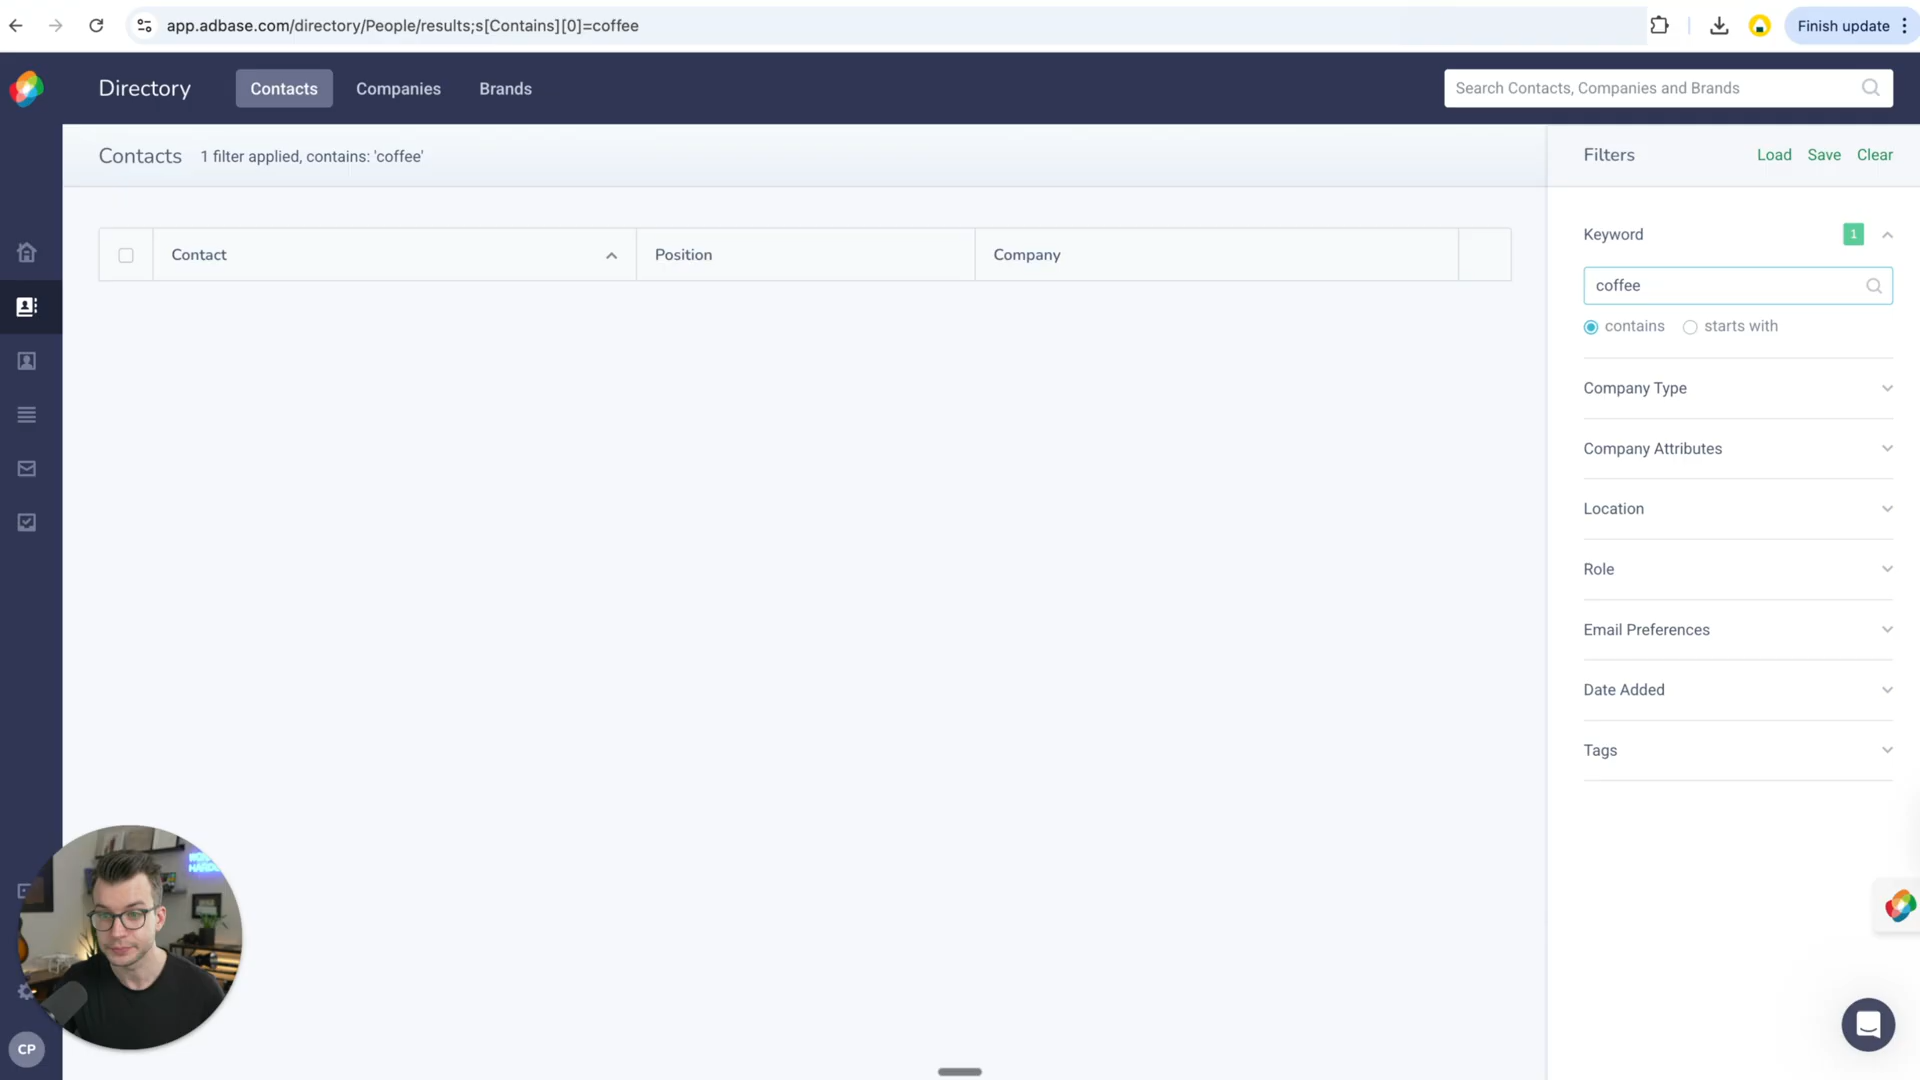 app.adbase.com/directory/People/results;s[Contains][0]=coffee
Finish update
Directory
Contacts
Companies
Brands
Search Contacts, Companies and Brands
Contacts
1 filter applied, contains: 'coffee'
Filters
Load
Save
Clear
Contact
Position
Company
Keyword
1
coffee
contains
starts with
Company Type
Company Attributes
Location
Role
Email Preferences
Date Added
Tags
CP